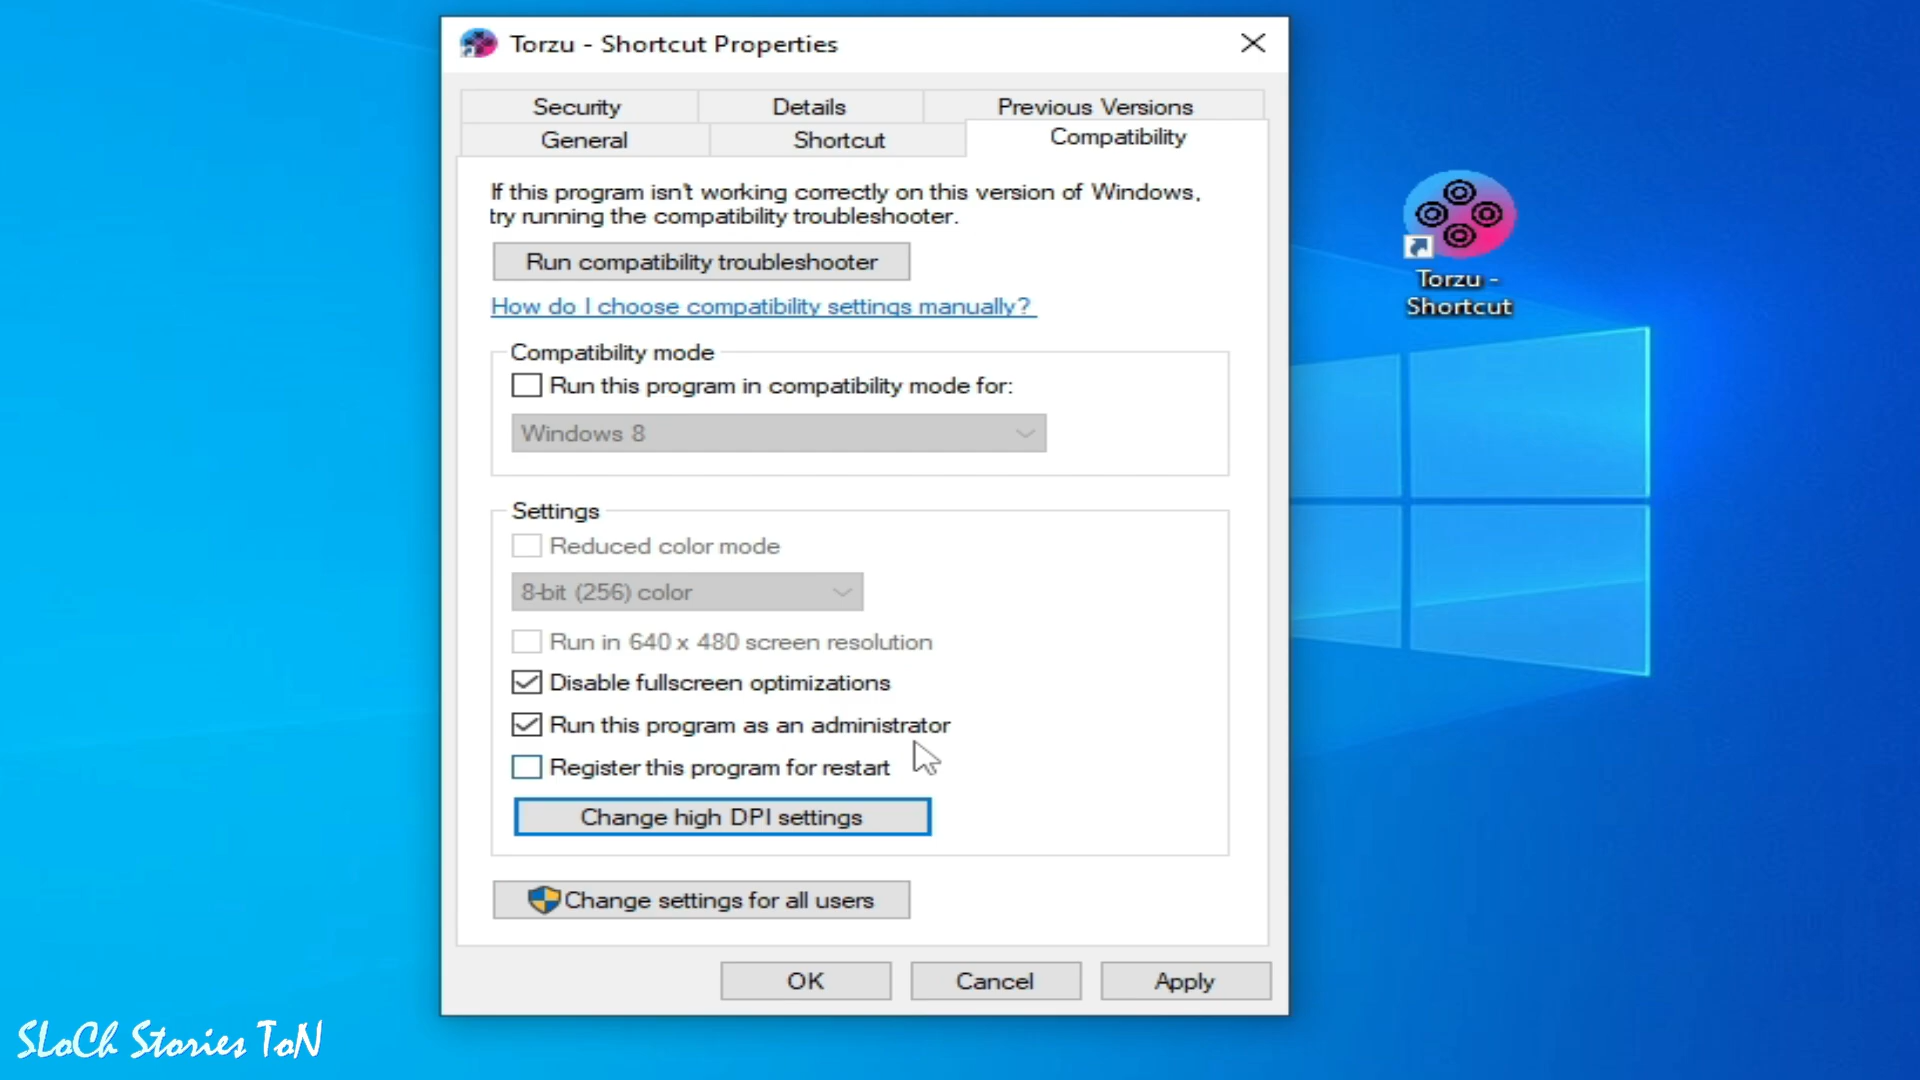 Torzu - Shortcut Properties
Security
Details
Previous Versions
General
Shortcut
Compatibility
If this program isn't working correctly on this version of Windows,
try running the compatibility troubleshooter.
Run compatibility troubleshooter
How do I choose compatibility settings manually?
Compatibility mode
Run this program in compatibility mode for:
Windows 8
Settings
Reduced color mode
8-bit (256) color
Run in 640 x 480 screen resolution
Disable fullscreen optimizations
Run this program as an administrator
Register this program for restart
Change high DPI settings
Change settings for all users
OK
Cancel
Apply
Torzu -
Shortcut
SLoCh Stories ToN